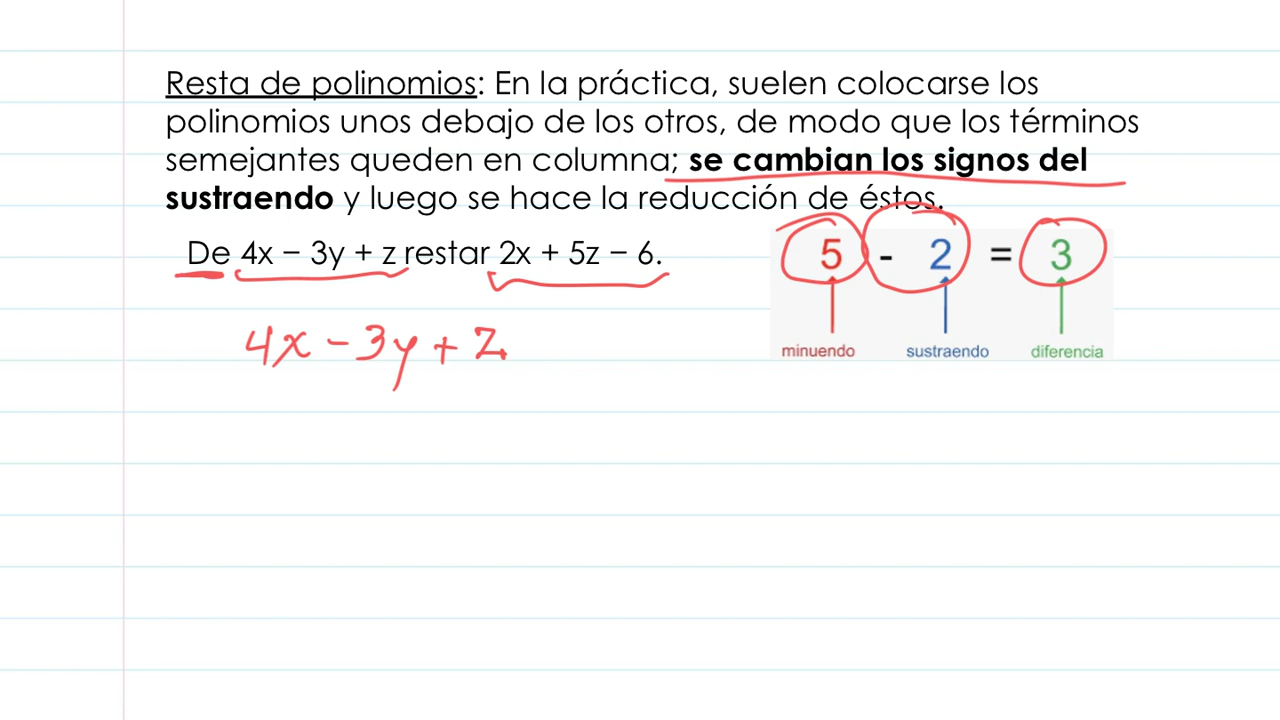 Resta de polinomios: En la práctica, suelen colocarse los
polinomios unos debajo de los otros, de modo que los términos
semejantes queden en columna; se cambian los signos del
sustraendo y luego se hace la reducción de éstos.
De 4x − 3y + z restar 2x + 5z − 6.
5 - 2 = 3
minuendo sustraendo diferencia
4x − 3y + z